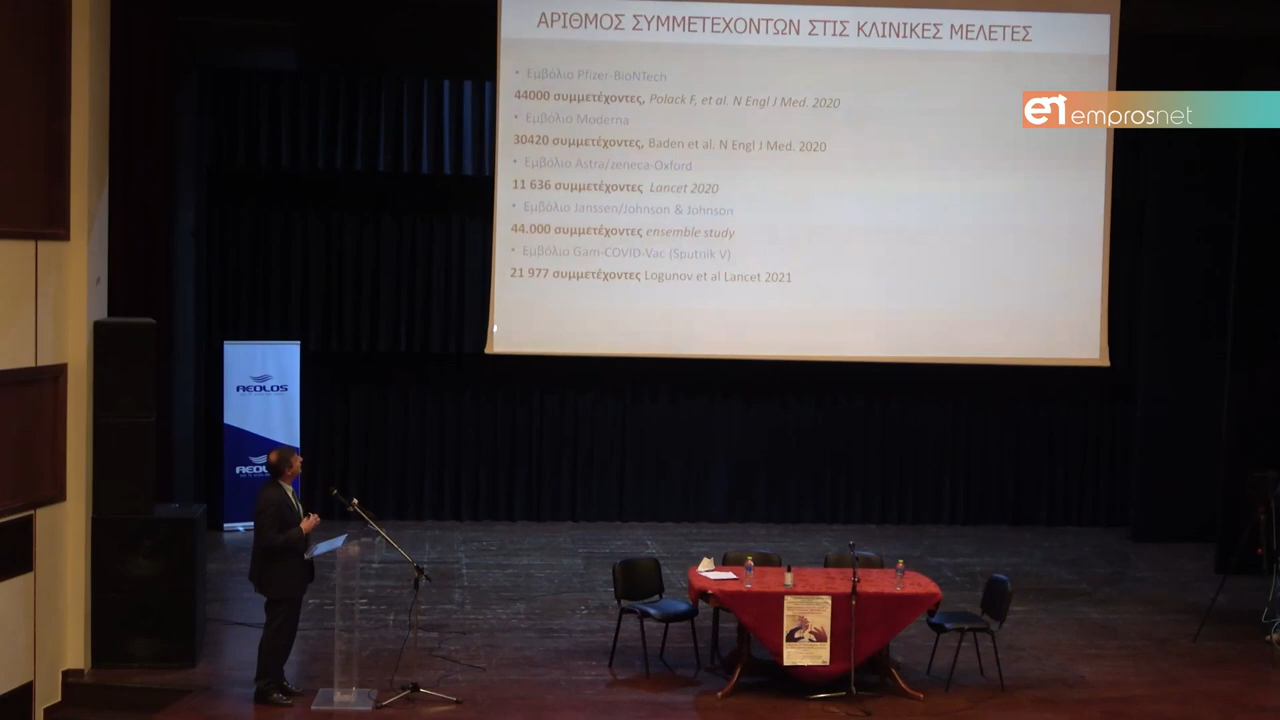 ΑΡΙΘΜΟΣ ΣΥΜΜΕΤΕΧΟΝΤΩΝ ΣΤΙΣ ΚΛΙΝΙΚΕΣ ΜΕΛΕΤΕΣ
• Εμβόλιο Pfizer-BioNTech
44000 συμμετέχοντες, Polack F, et al. N Engl J Med. 2020
• Εμβόλιο Moderna
30420 συμμετέχοντες, Baden et al. N Engl J Med. 2020
• Εμβόλιο Astra/zeneca-Oxford
11 636 συμμετέχοντες Lancet 2020
• Εμβόλιο Janssen/Johnson & Johnson
44.000 συμμετέχοντες ensemble study
• Εμβόλιο Gam-COVID-Vac (Sputnik V)
21 977 συμμετέχοντες Logunov et al Lancet 2021
en emprosnet
AEOLOS